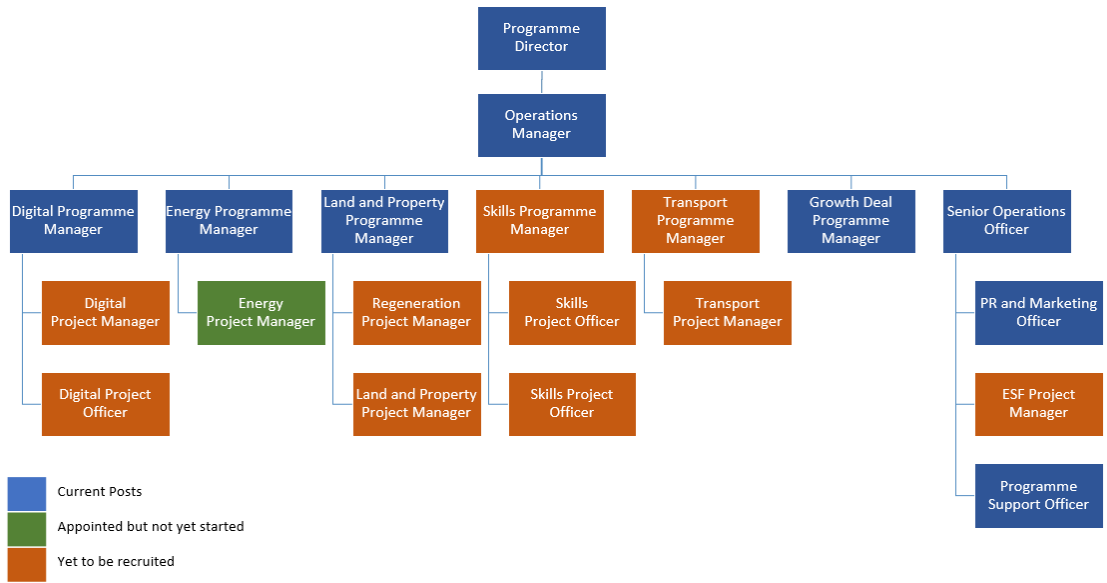 Programme
Director
Operations
Manager
Digital Programme
Manager
Energy Programme
Manager
Land and Property
Programme
Manager
Skills Programme
Manager
Transport
Programme
Manager
Growth Deal
Programme
Manager
Senior Operations
Officer
Digital
Project Manager
Energy
Project Manager
Regeneration
Project Manager
Skills
Project Officer
Transport
Project Manager
PR and Marketing
Officer
Digital Project
Officer
Land and Property
Project Manager
Skills Project
Officer
ESF Project
Manager
Programme
Support Officer
Current Posts
Appointed but not yet started
Yet to be recruited